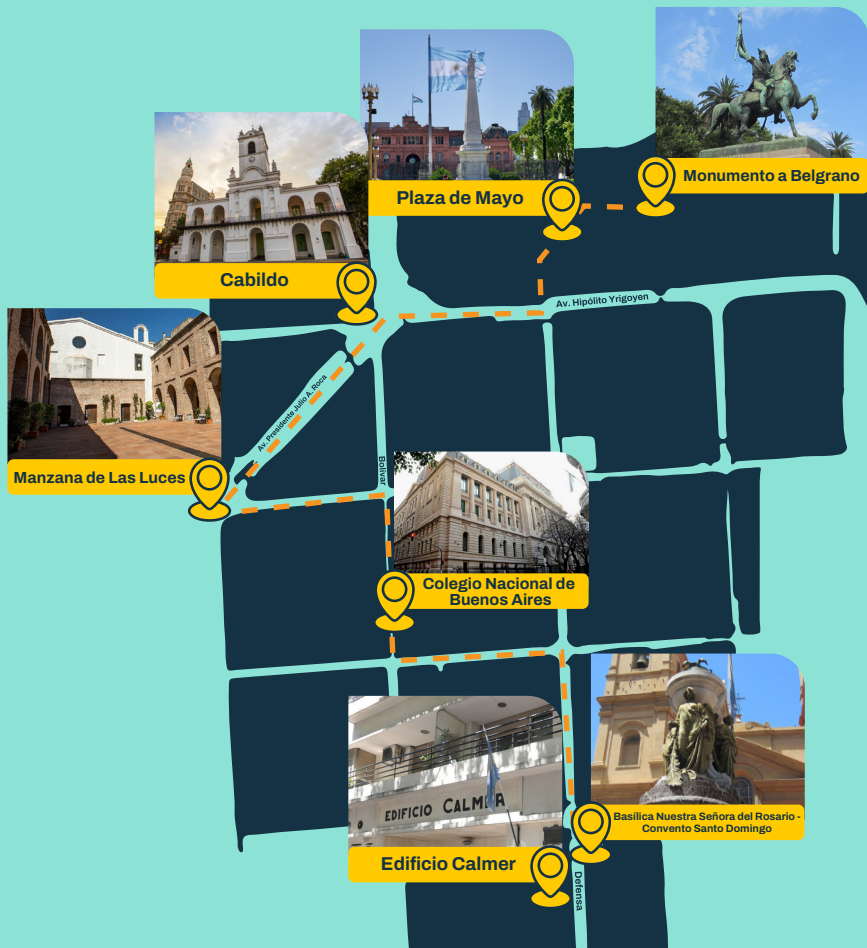 Monumento a Belgrano
Plaza de Mayo
Cabildo
Av. Hipólito Yrigoyen
Av. Presidente Julio A. Roca
Bolívar
Manzana de Las Luces
Colegio Nacional de
Buenos Aires
EDIFICIO CALMER
Basílica Nuestra Señora del Rosario -
Convento Santo Domingo
Edificio Calmer
Defensa